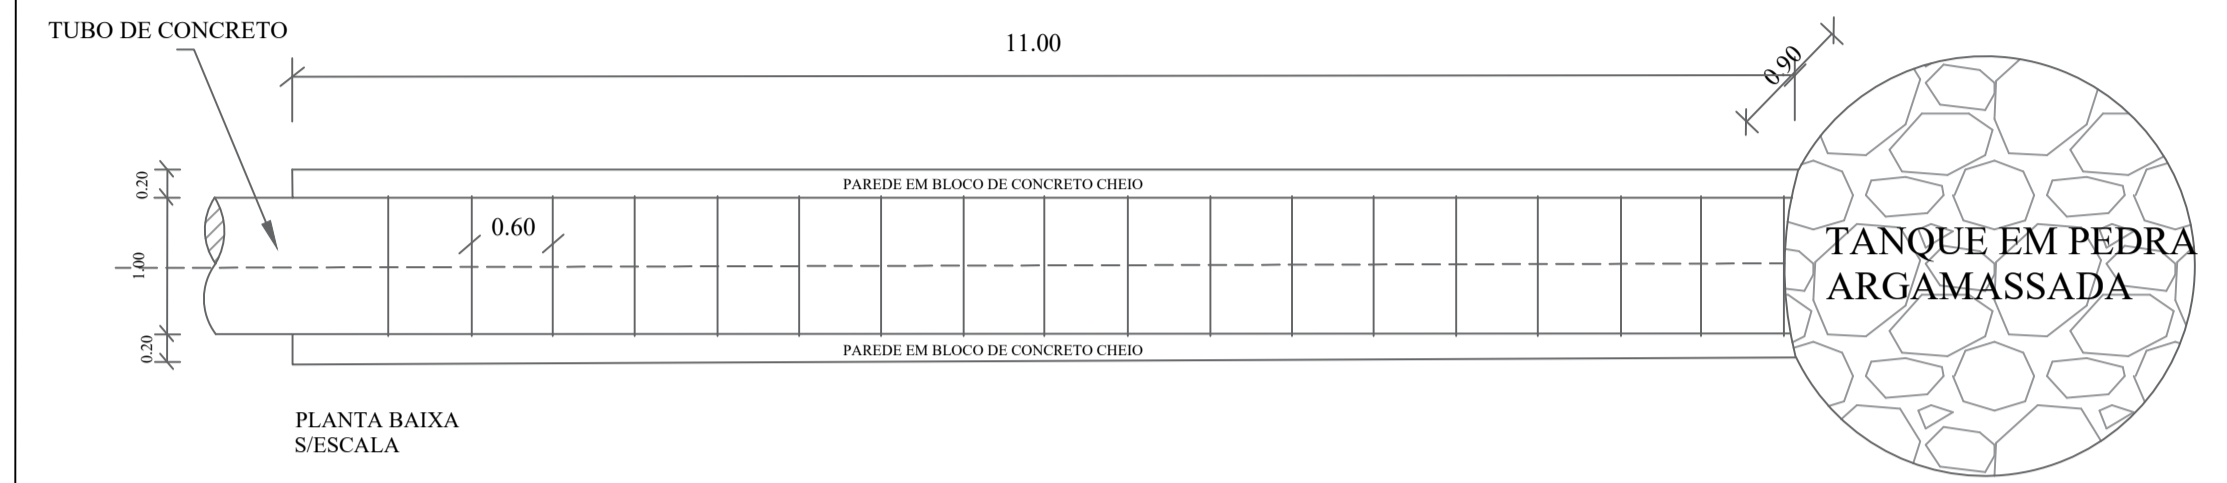 TUBO DE CONCRETO
11.00
0.90
0.20
PAREDE EM BLOCO DE CONCRETO CHEIO
0.60
1.00
TANQUE EM PEDRA
ARGAMASSADA
0.20
PAREDE EM BLOCO DE CONCRETO CHEIO
PLANTA BAIXA
S/ESCALA